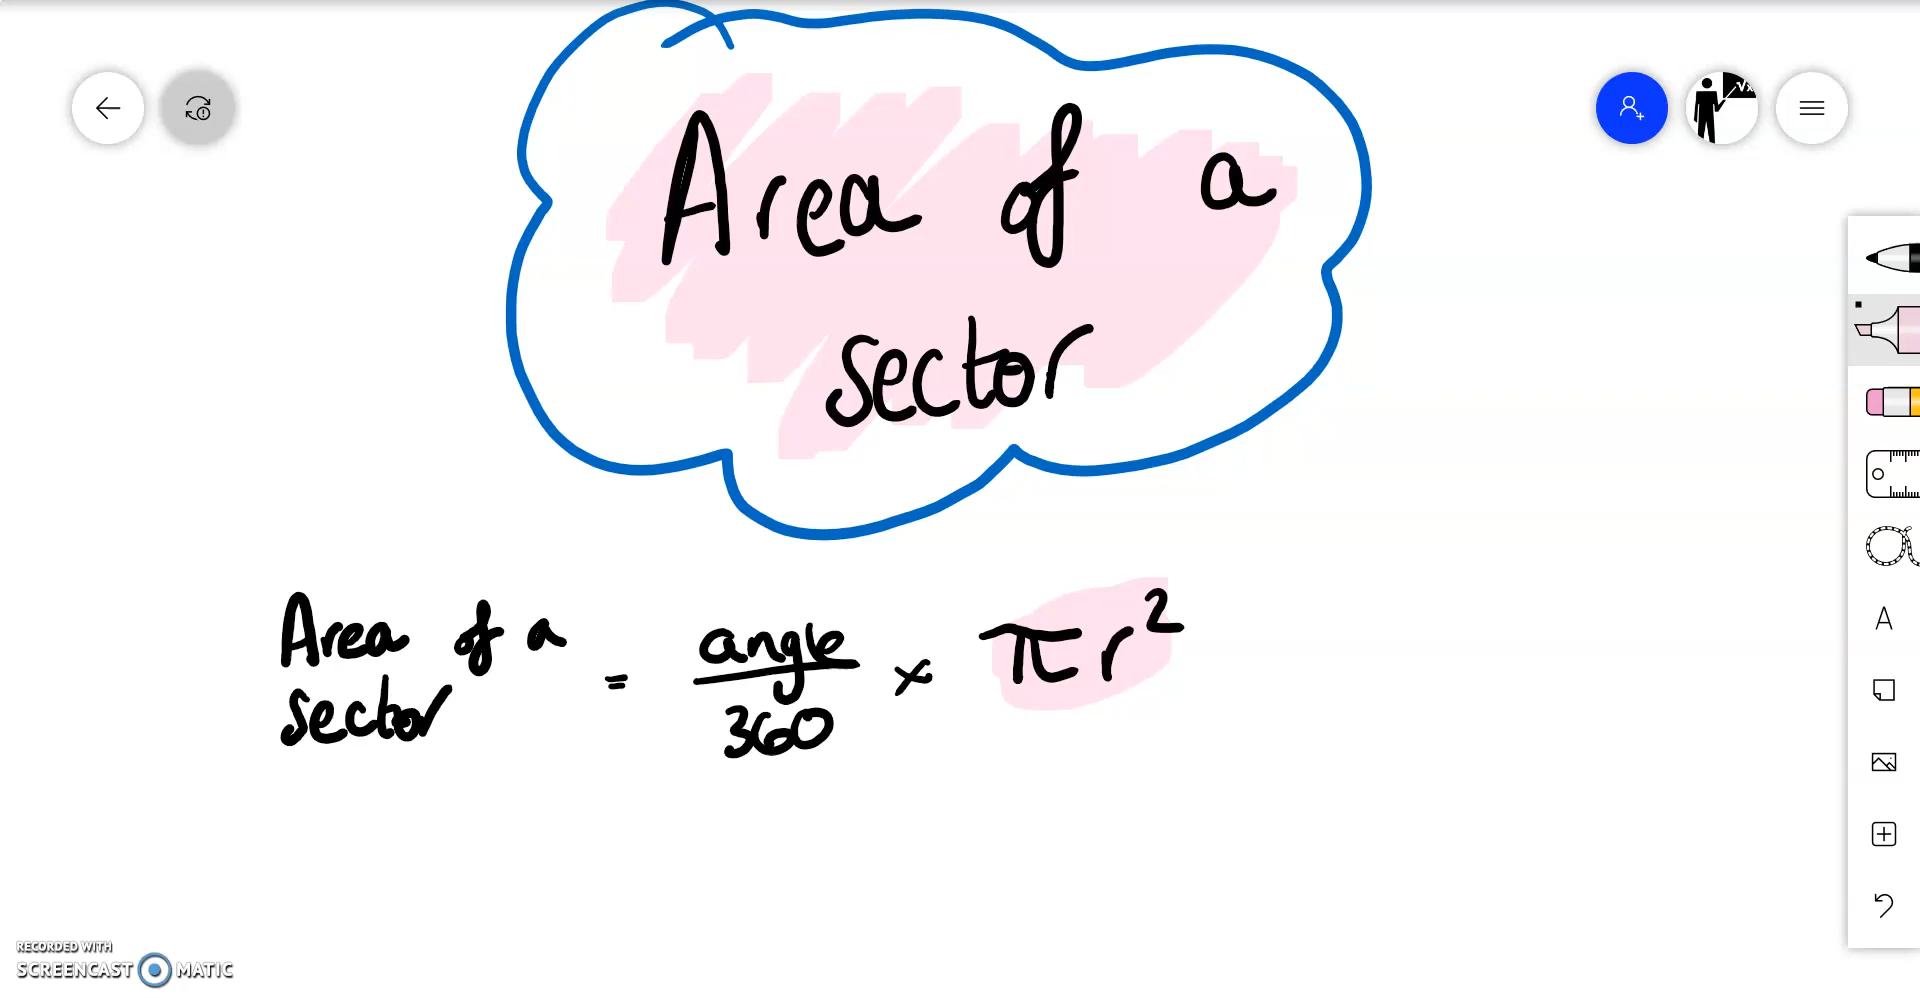 Area of a
sector
Area of a
sector = angle/360 × πr²
√x
A
RECORDED WITH
SCREENCAST MATIC